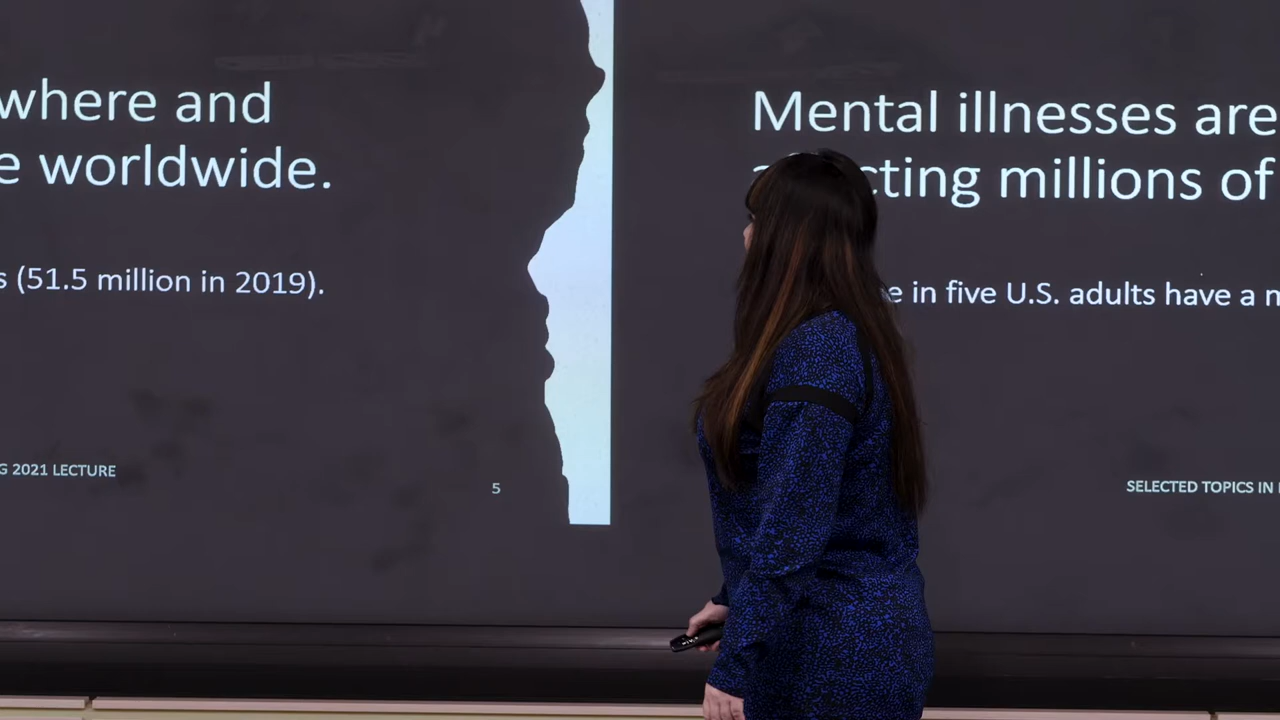 where and
e worldwide.
s (51.5 million in 2019).
G 2021 LECTURE
5
Mental illnesses are
cting millions of
e in five U.S. adults have a m
SELECTED TOPICS IN